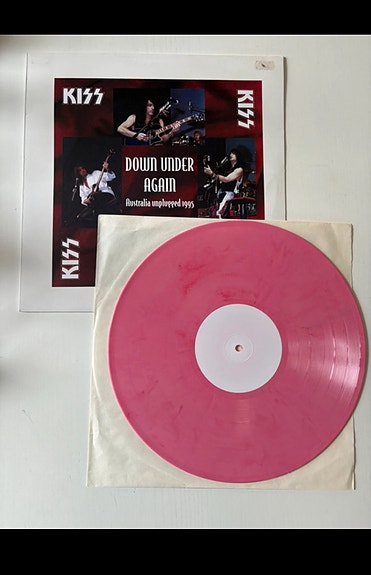 KISS
KISS
DOWN UNDER
AGAIN
Australia unplugged 1995
KISS